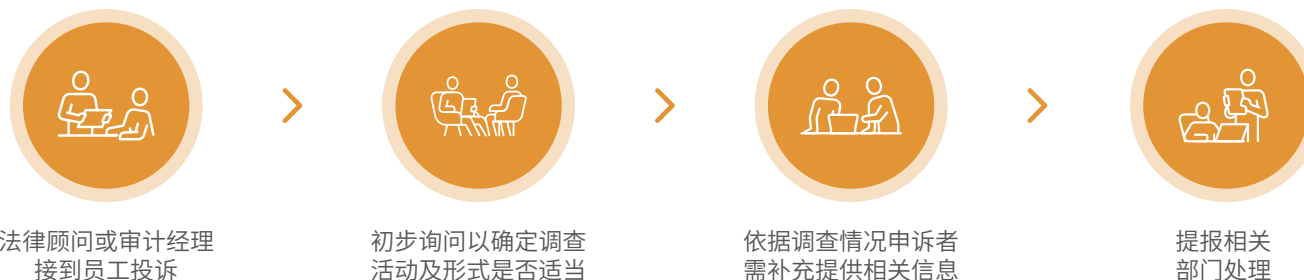 法律顾问或审计经理
接到员工投诉
初步询问以确定调查
活动及形式是否适当
依据调查情况申诉者
需补充提供相关信息
提报相关
部门处理